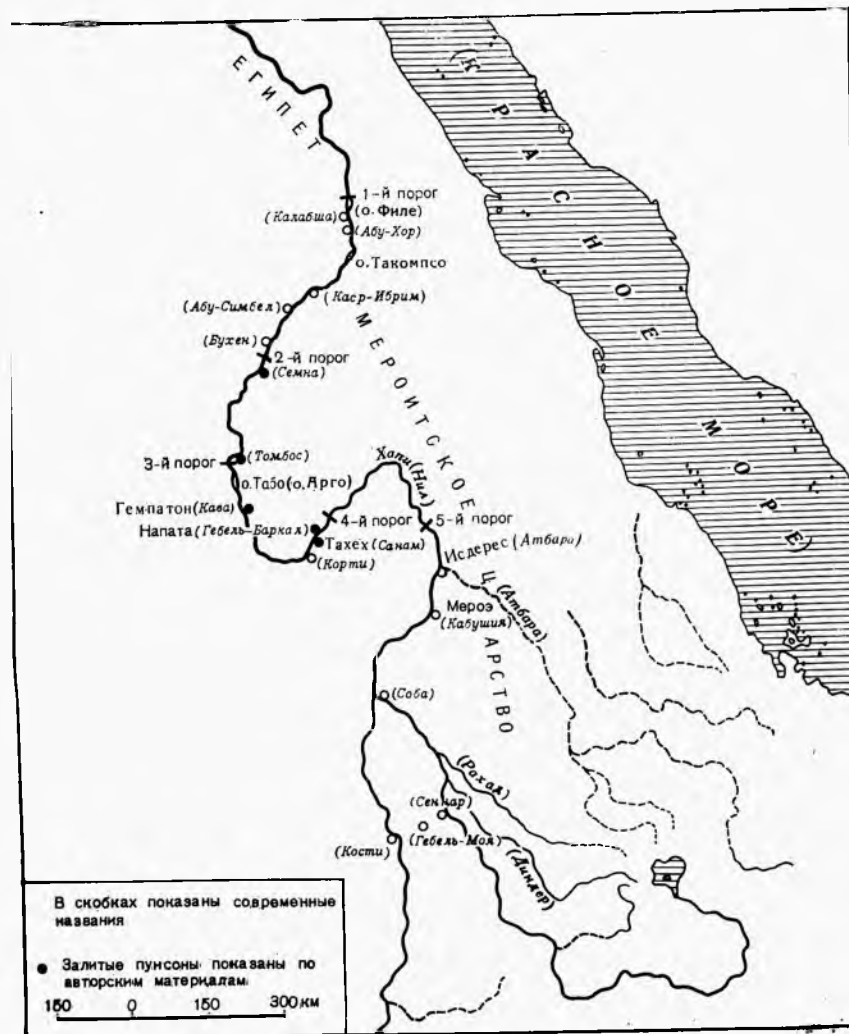 ЕГИПЕТ
(КРАСНОЕ МОРЕ)
1-й порог
(о.Филе)
(Калабша)
(Абу-Хор)
о.Такомпсо
(Каср-Ибрим)
(Абу-Симбел)
(Бухен)
2-й порог
(Семна)
МЕРОИТСКОЕ ЦАРСТВО
3-й порог
(Томбос)
о.Табо(о.Арго)
Хапи(Нил)
Гемпатон(Кава)
4-й порог
5-й порог
Напата(Гебель-Баркал)
Тахех(Санам)
(Корти)
Исдерес(Атбара)
(Атбара)
Мероэ
(Кабушия)
(Соба)
(Рахад)
(Сеннар)
(Гебель-Моя)
(Кости)
(Диндер)
В скобках показаны современные
названия
Залитые пунсоны показаны по
авторским материалам
150 0 150 300км